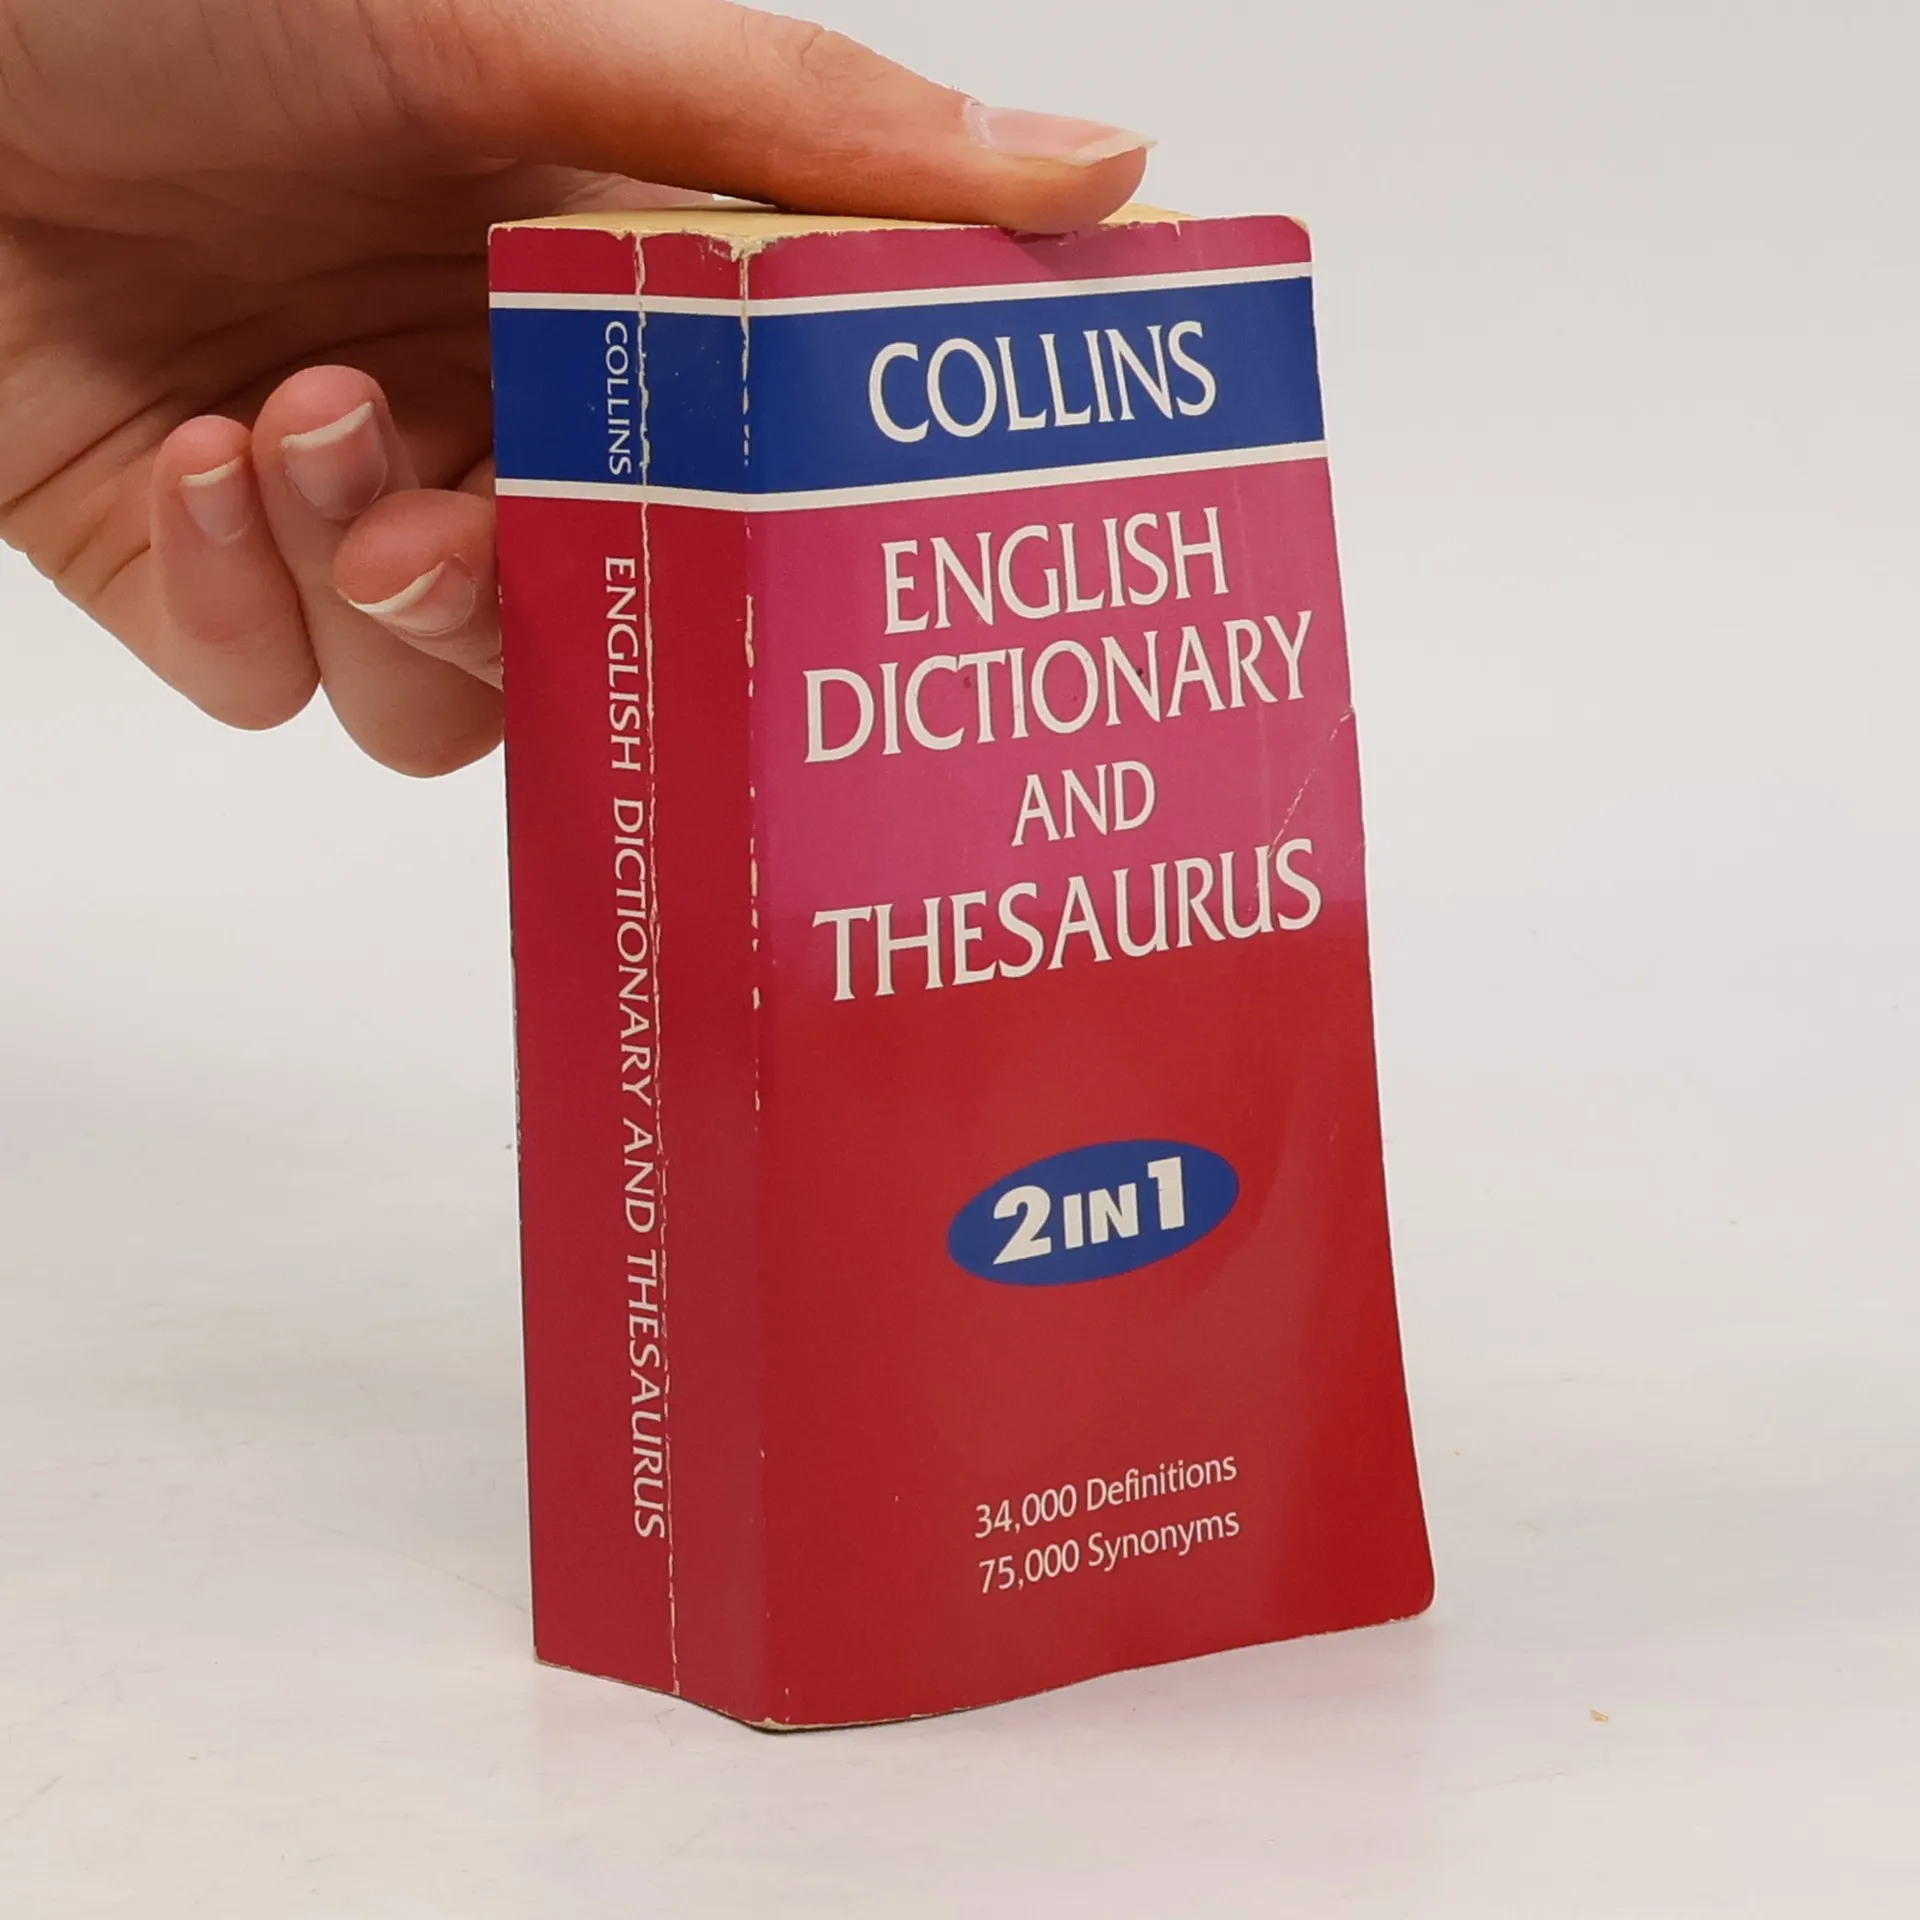 COLLINS
ENGLISH DICTIONARY AND THESAURUS
COLLINS
ENGLISH
DICTIONARY
AND
THESAURUS
2 IN 1
34,000 Definitions
75,000 Synonyms